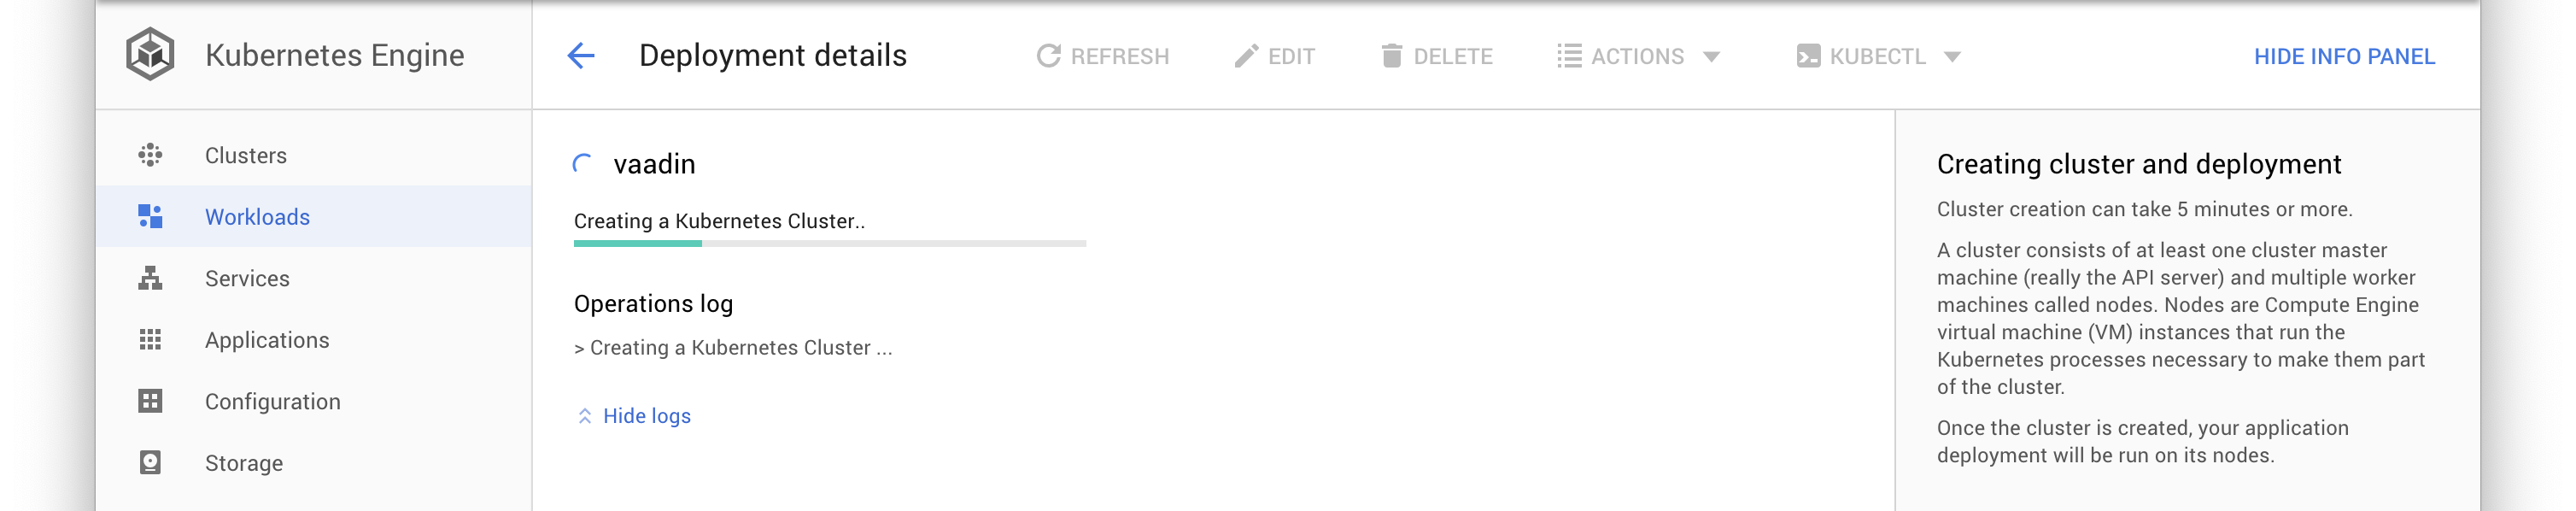 Kubernetes Engine
Deployment details
REFRESH
EDIT
DELETE
ACTIONS
KUBECTL
HIDE INFO PANEL
Clusters
Workloads
Services
Applications
Configuration
Storage
vaadin
Creating a Kubernetes Cluster..
Operations log
> Creating a Kubernetes Cluster ...
Hide logs
Creating cluster and deployment
Cluster creation can take 5 minutes or more.
A cluster consists of at least one cluster master
machine (really the API server) and multiple worker
machines called nodes. Nodes are Compute Engine
virtual machine (VM) instances that run the
Kubernetes processes necessary to make them part
of the cluster.
Once the cluster is created, your application
deployment will be run on its nodes.